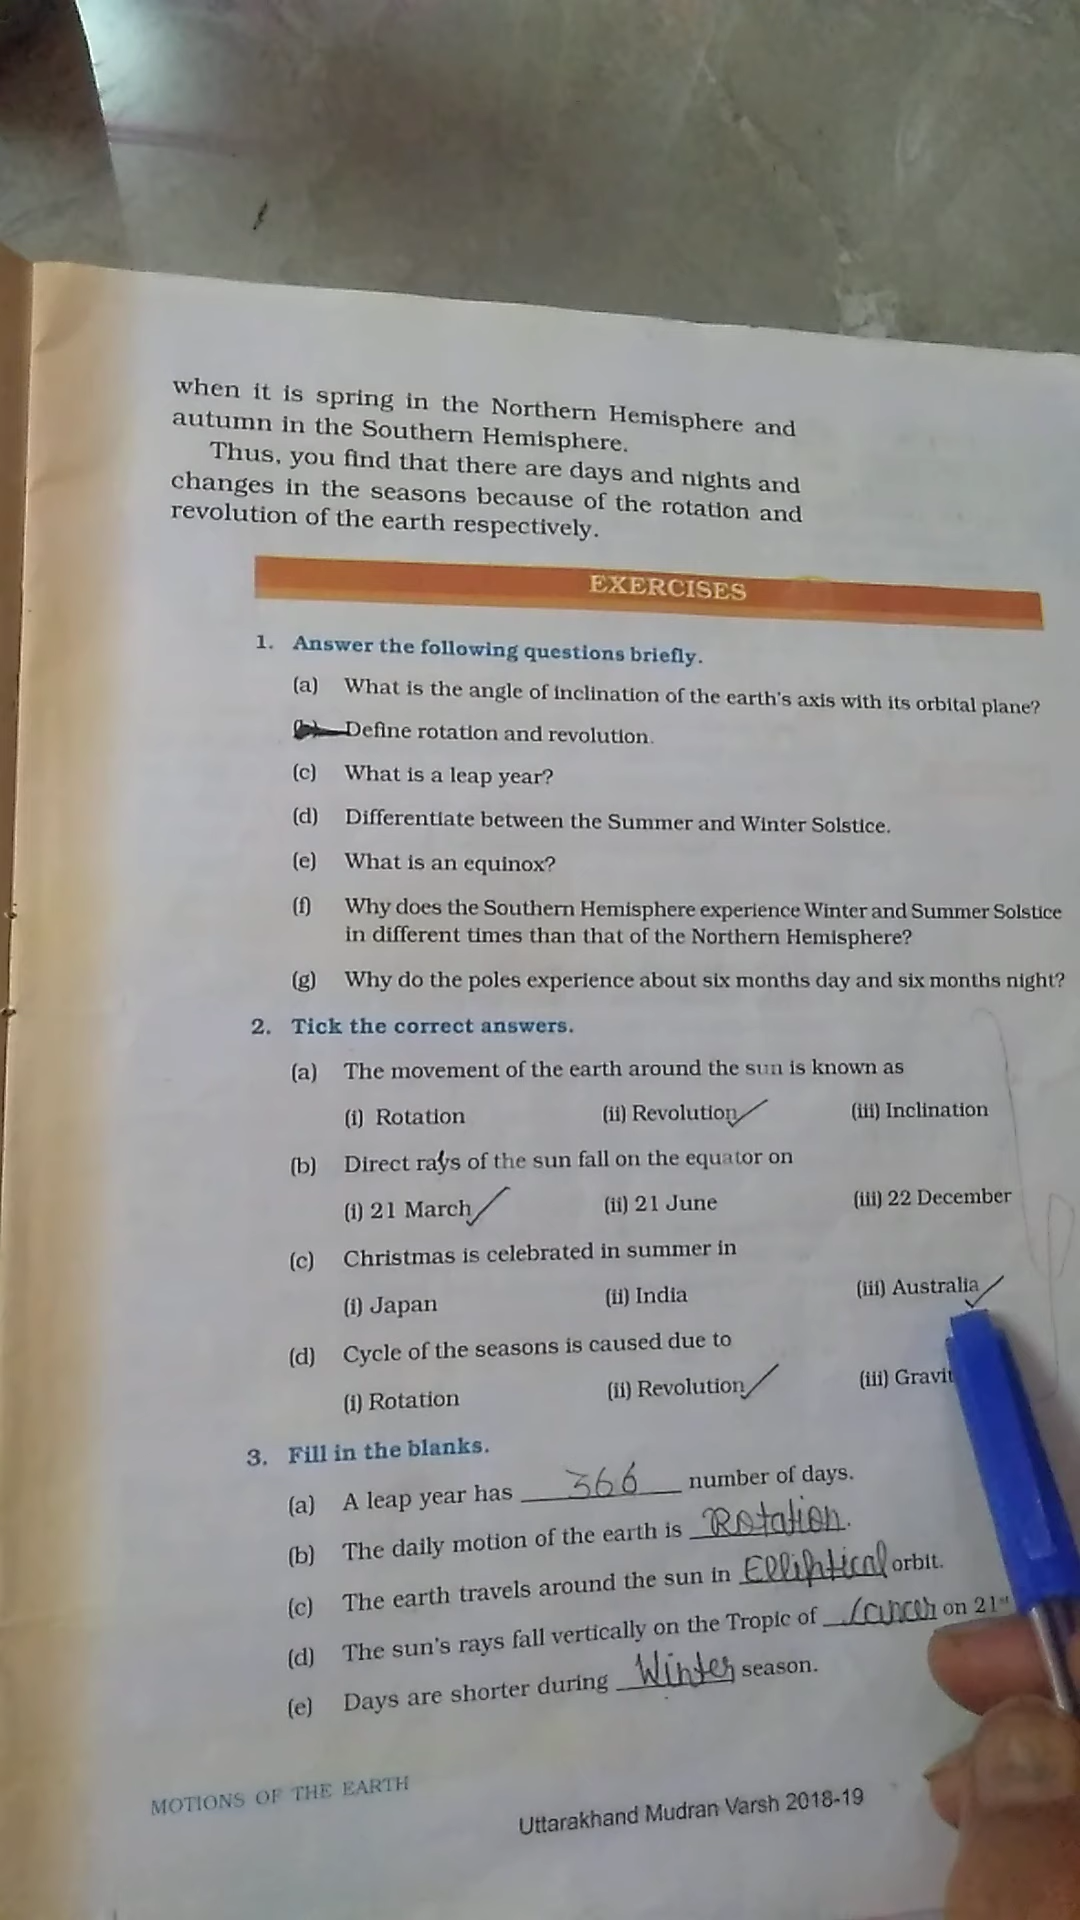 when it is spring in the Northern Hemisphere and
autumn in the Southern Hemisphere.
Thus, you find that there are days and nights and
changes in the seasons because of the rotation and
revolution of the earth respectively.
EXERCISES
1. Answer the following questions briefly.
(a) What is the angle of inclination of the earth's axis with its orbital plane?
Define rotation and revolution.
(c) What is a leap year?
(d) Differentiate between the Summer and Winter Solstice.
(e) What is an equinox?
(f) Why does the Southern Hemisphere experience Winter and Summer Solstice
in different times than that of the Northern Hemisphere?
(g) Why do the poles experience about six months day and six months night?
2. Tick the correct answers.
(a) The movement of the earth around the sun is known as
(i) Rotation (ii) Revolution (iii) Inclination
(b) Direct rays of the sun fall on the equator on
(i) 21 March (ii) 21 June (iii) 22 December
(c) Christmas is celebrated in summer in
(i) Japan (ii) India (iii) Australia
(d) Cycle of the seasons is caused due to
(i) Rotation (ii) Revolution (iii) Gravit
3. Fill in the blanks.
(a) A leap year has 366 number of days.
(b) The daily motion of the earth is Rotation.
(c) The earth travels around the sun in Elliptical orbit.
(d) The sun's rays fall vertically on the Tropic of Cancer on 21st
(e) Days are shorter during Winter season.
MOTIONS OF THE EARTH
Uttarakhand Mudran Varsh 2018-19